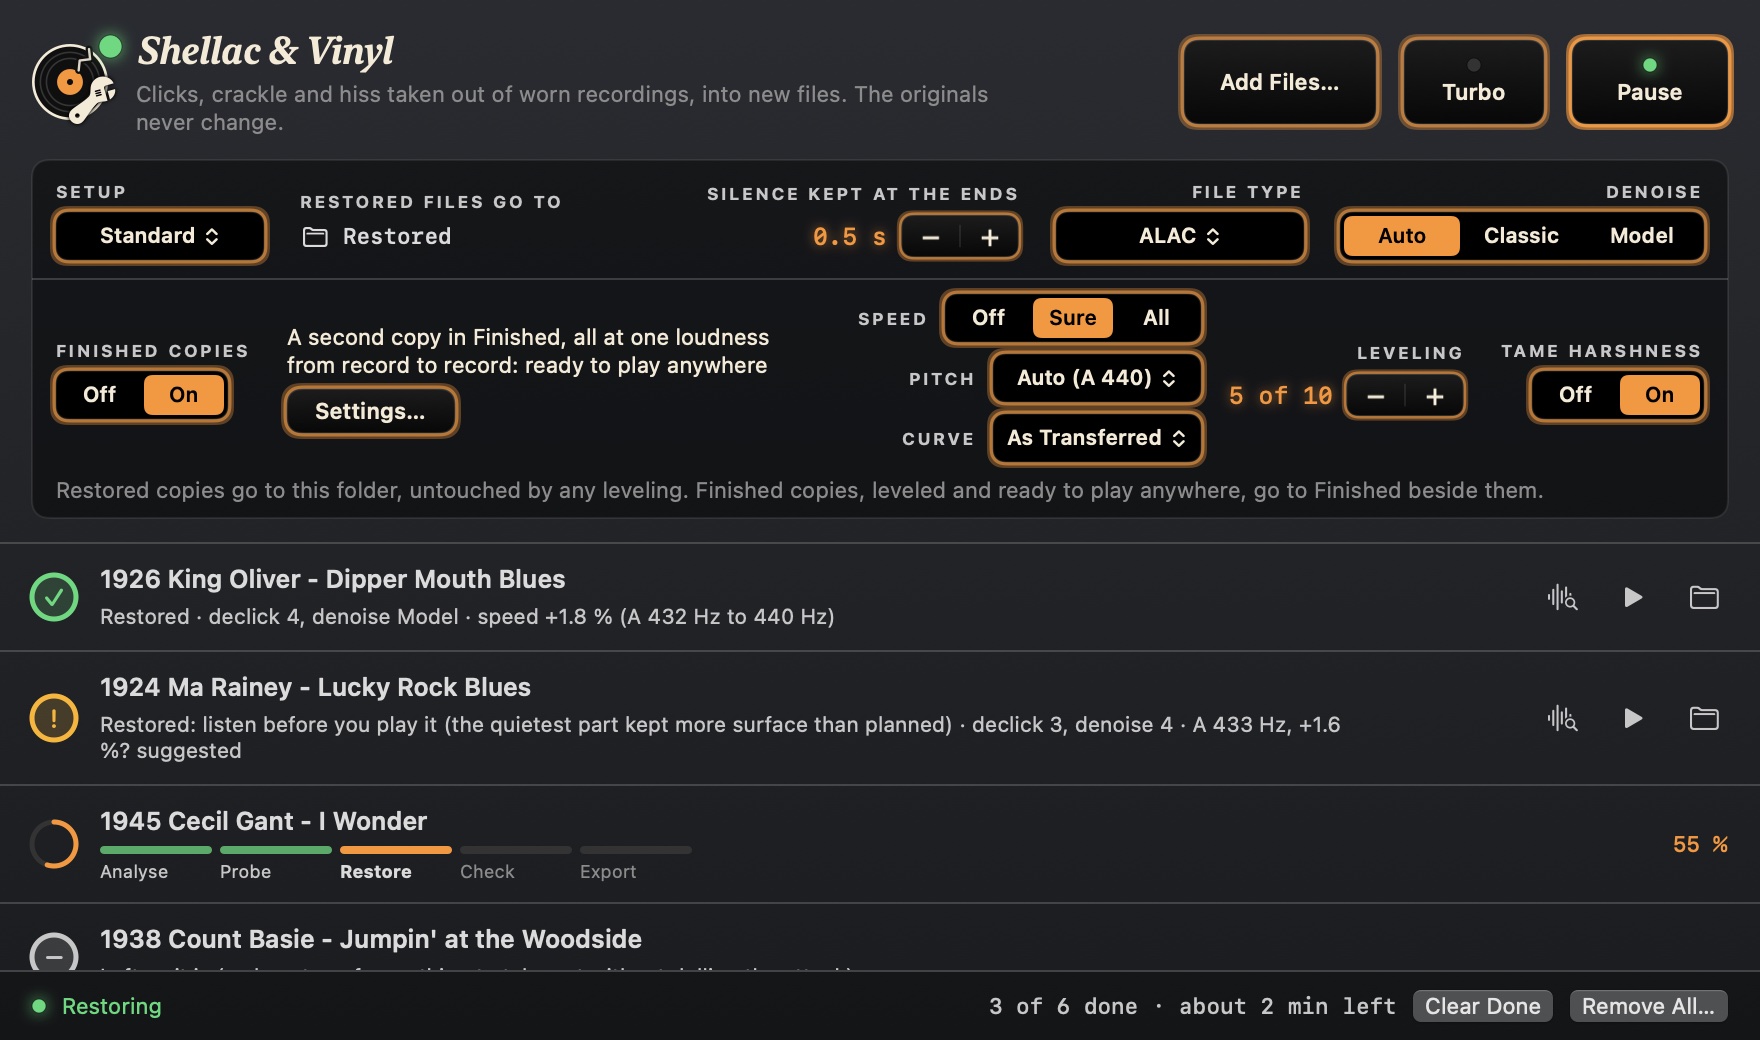 Shellac & Vinyl
Clicks, crackle and hiss taken out of worn recordings, into new files. The originals
never change.
Add Files...
Turbo
Pause
SETUP
Standard
RESTORED FILES GO TO
Restored
SILENCE KEPT AT THE ENDS
0.5 s
− +
FILE TYPE
ALAC
DENOISE
Auto Classic Model
FINISHED COPIES
Off On
A second copy in Finished, all at one loudness
from record to record: ready to play anywhere
Settings...
SPEED
Off Sure All
PITCH
Auto (A 440)
CURVE
As Transferred
LEVELING
5 of 10
− +
TAME HARSHNESS
Off On
Restored copies go to this folder, untouched by any leveling. Finished copies, leveled and ready to play anywhere, go to Finished beside them.
1926 King Oliver - Dipper Mouth Blues
Restored · declick 4, denoise Model · speed +1.8 % (A 432 Hz to 440 Hz)
1924 Ma Rainey - Lucky Rock Blues
Restored: listen before you play it (the quietest part kept more surface than planned) · declick 3, denoise 4 · A 433 Hz, +1.6
%? suggested
1945 Cecil Gant - I Wonder
Analyse Probe Restore Check Export
55 %
1938 Count Basie - Jumpin' at the Woodside
Restoring
3 of 6 done · about 2 min left
Clear Done
Remove All...